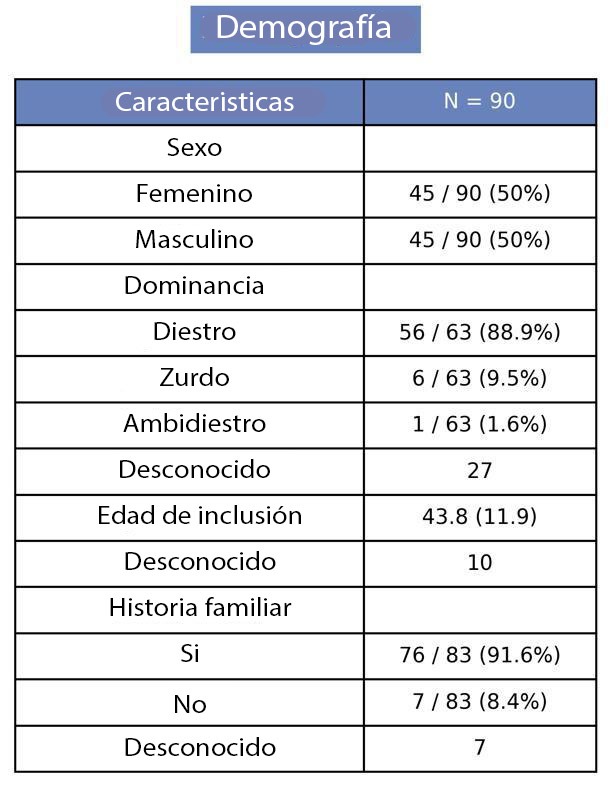 Demografía
Caracteristicas N = 90
Sexo
Femenino 45 / 90 (50%)
Masculino 45 / 90 (50%)
Dominancia
Diestro 56 / 63 (88.9%)
Zurdo 6 / 63 (9.5%)
Ambidiestro 1 / 63 (1.6%)
Desconocido 27
Edad de inclusión 43.8 (11.9)
Desconocido 10
Historia familiar
Si 76 / 83 (91.6%)
No 7 / 83 (8.4%)
Desconocido 7